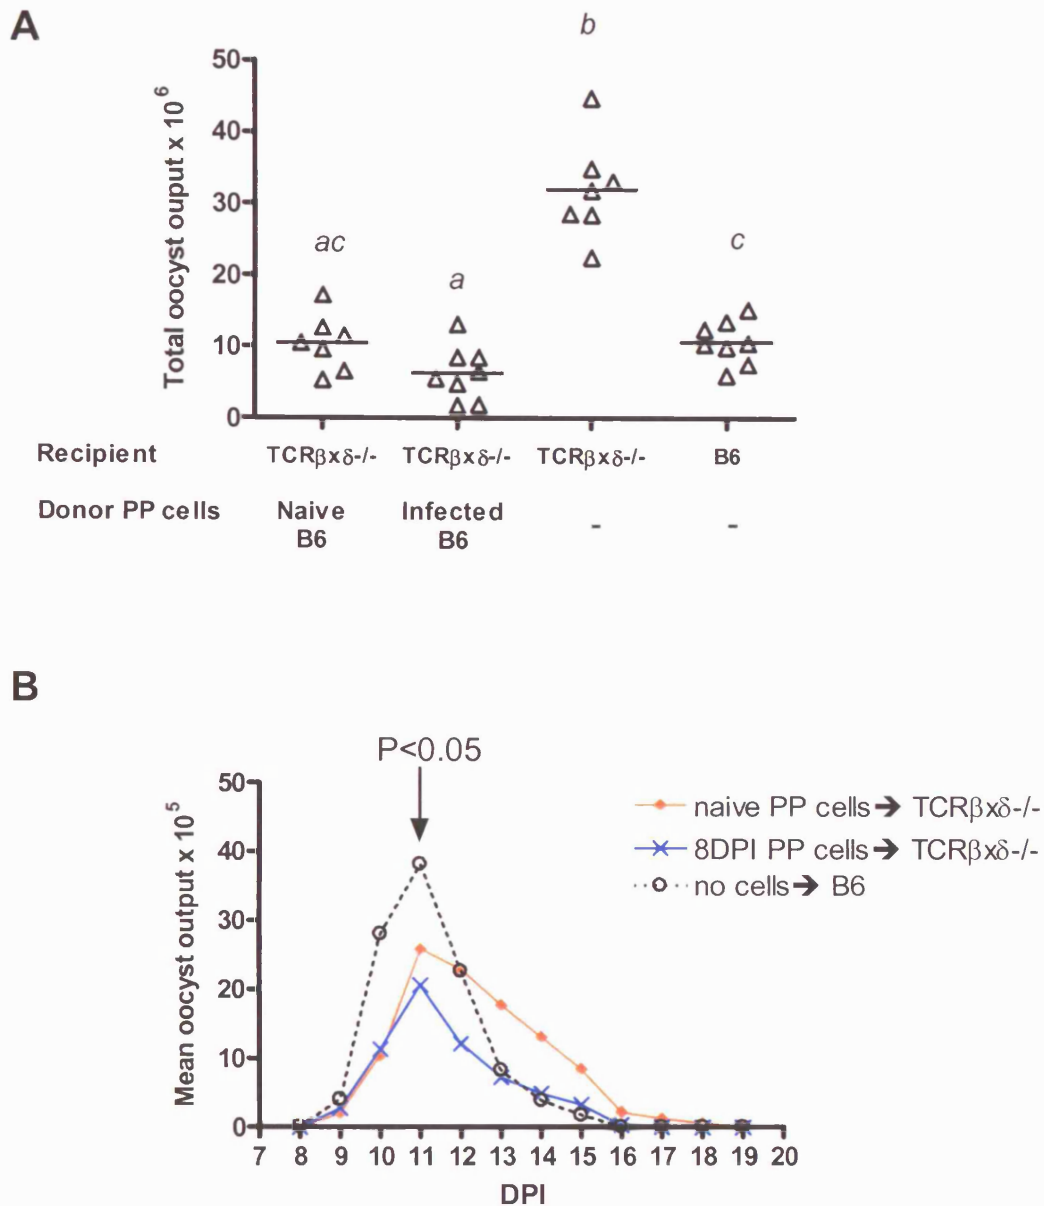 A
b
50
40
30
20
10
0
Total oocyst ouput x 10 6
ac
a
c
Recipient TCRβxδ-/- TCRβxδ-/- TCRβxδ-/- B6
Donor PP cells Naive Infected - -
B6 B6
B
P<0.05
50
40
30
20
10
0
Mean oocyst output x 10 5
naive PP cells➔ TCRβxδ-/-
8DPI PP cells➔ TCRβxδ-/-
no cells➔ B6
7 8 9 10 11 12 13 14 15 16 17 18 19 20
DPI